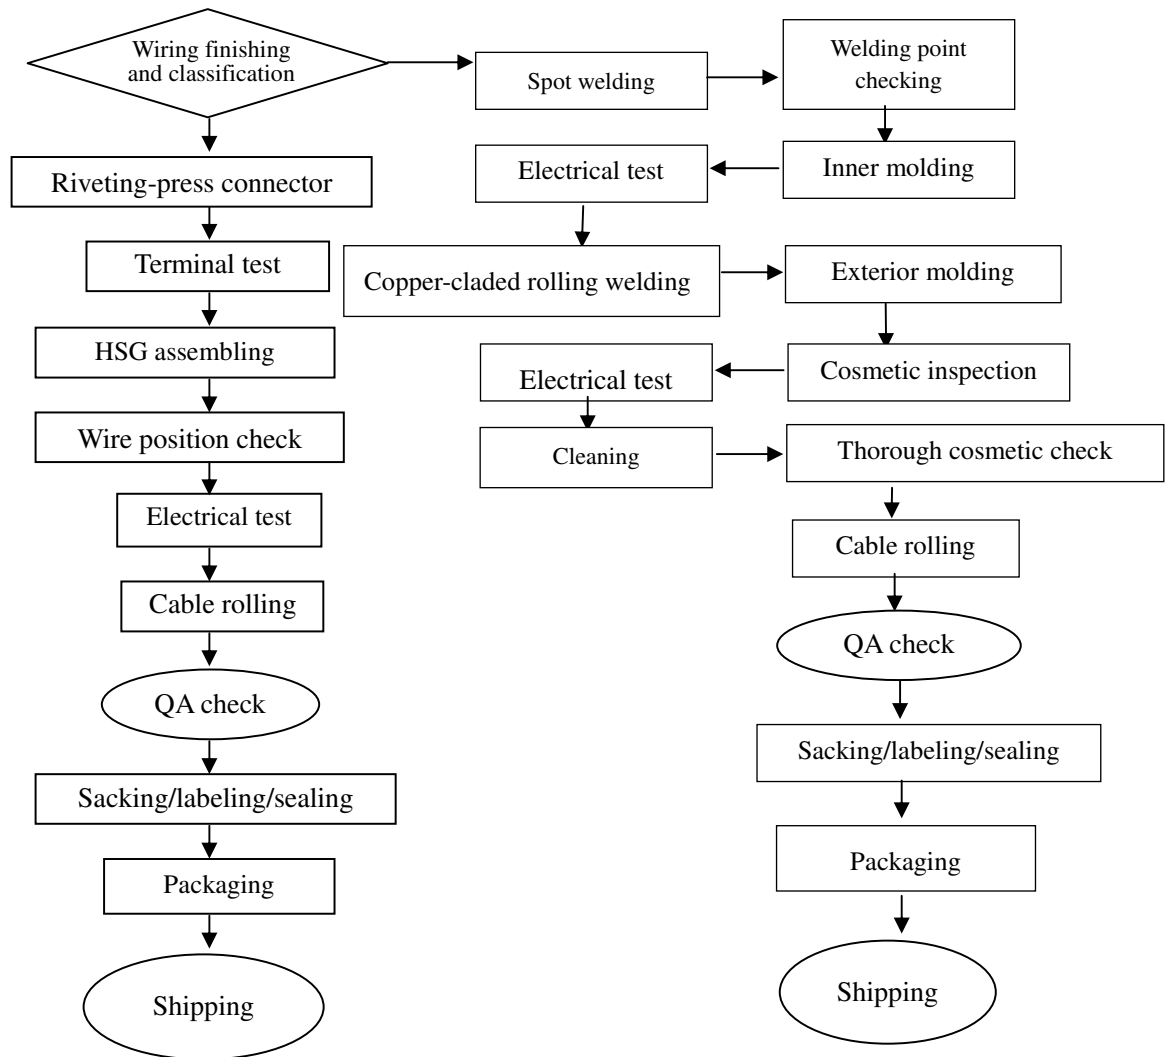 Wiring finishing
and classification
Riveting-press connector
Terminal test
HSG assembling
Wire position check
Electrical test
Cable rolling
QA check
Sacking/labeling/sealing
Packaging
Shipping
Spot welding
Welding point
checking
Inner molding
Electrical test
Copper-claded rolling welding
Exterior molding
Cosmetic inspection
Electrical test
Cleaning
Thorough cosmetic check
Cable rolling
QA check
Sacking/labeling/sealing
Packaging
Shipping